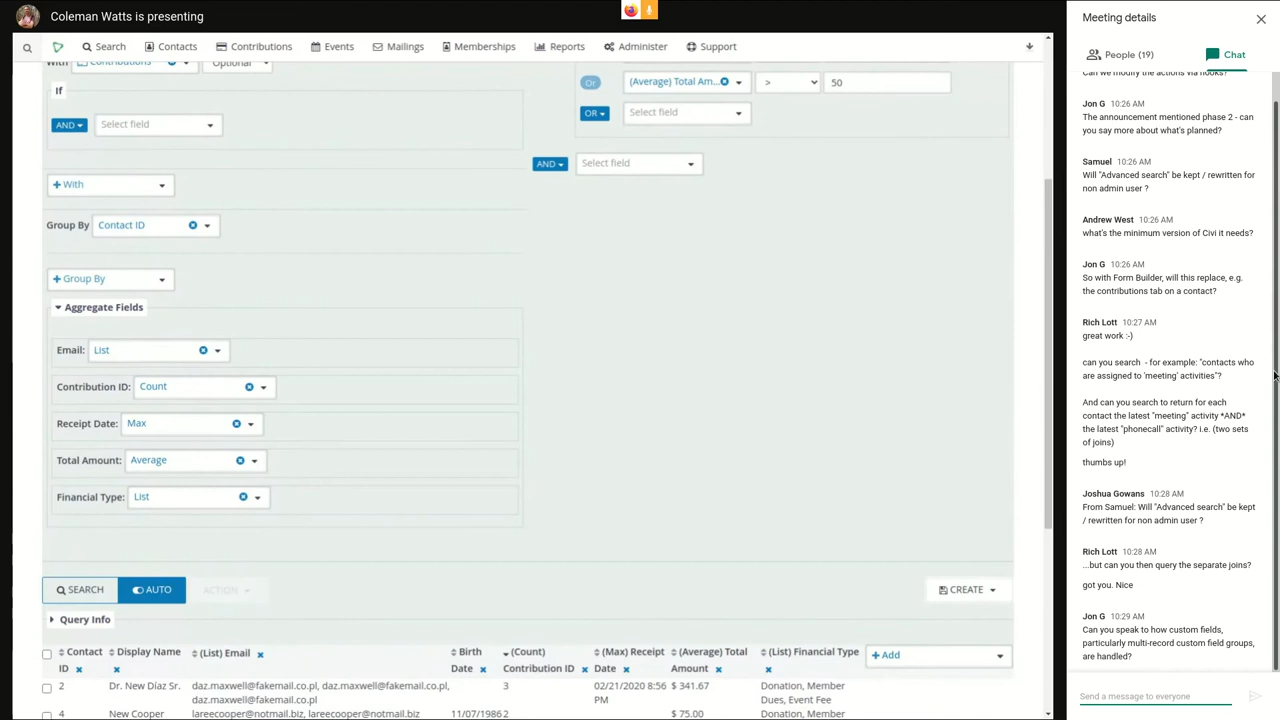 Coleman Watts is presenting
Search
Contacts
Contributions
Events
Mailings
Memberships
Reports
Administer
Support
With
Contributions
Optional
If
AND
Select field
Or
(Average) Total Am...
>
50
OR
Select field
AND
Select field
+ With
Group By
Contact ID
+ Group By
Aggregate Fields
Email:
List
Contribution ID:
Count
Receipt Date:
Max
Total Amount:
Average
Financial Type:
List
SEARCH
AUTO
ACTION
CREATE
Query Info
Contact ID
Display Name
(List) Email
Birth Date
(Count) Contribution ID
(Max) Receipt Date
(Average) Total Amount
(List) Financial Type
+ Add
2
Dr. New Díaz Sr.
daz.maxwell@fakemail.co.pl, daz.maxwell@fakemail.co.pl,
daz.maxwell@fakemail.co.pl
3
02/21/2020 8:56
PM
$ 341.67
Donation, Member
Dues, Event Fee
4
New Cooper
lareecooper@notmail.biz, lareecooper@notmail.biz
11/07/1986
2
$ 75.00
Donation, Member
Meeting details
People (19)
Chat
Can we modify the actions via hooks?
Jon G 10:26 AM
The announcement mentioned phase 2 - can
you say more about what's planned?
Samuel 10:26 AM
Will "Advanced search" be kept / rewritten for
non admin user ?
Andrew West 10:26 AM
what's the minimum version of Civi it needs?
Jon G 10:26 AM
So with Form Builder, will this replace, e.g.
the contributions tab on a contact?
Rich Lott 10:27 AM
great work :-)
can you search - for example: "contacts who
are assigned to 'meeting' activities"?
And can you search to return for each
contact the latest "meeting" activity *AND*
the latest "phonecall" activity? i.e. (two sets
of joins)
thumbs up!
Joshua Gowans 10:28 AM
From Samuel: Will "Advanced search" be kept
/ rewritten for non admin user ?
Rich Lott 10:28 AM
...but can you then query the separate joins?
got you. Nice
Jon G 10:29 AM
Can you speak to how custom fields,
particularly multi-record custom field groups,
are handled?
Send a message to everyone